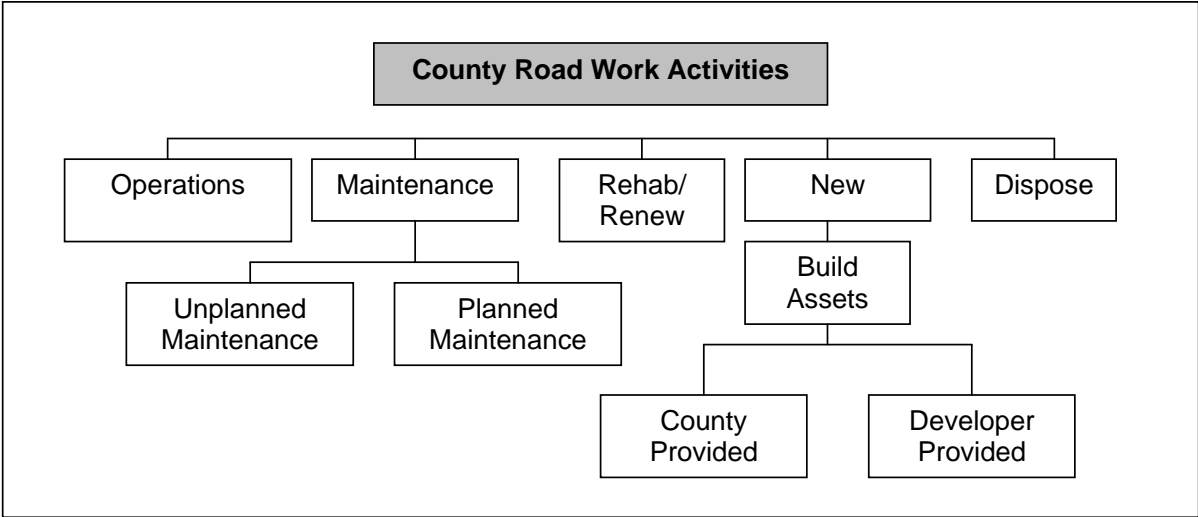 County Road Work Activities
Operations
Maintenance
Rehab/
Renew
New
Dispose
Build
Assets
Unplanned
Maintenance
Planned
Maintenance
County
Provided
Developer
Provided